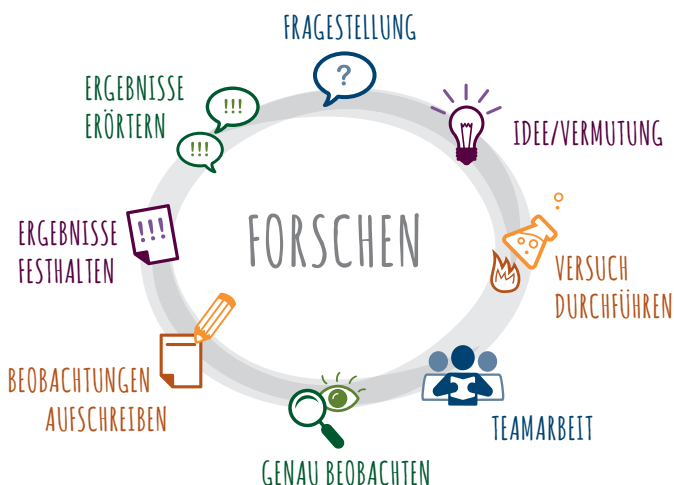 FRAGESTELLUNG
?
IDEE/VERMUTUNG
VERSUCH
DURCHFÜHREN
TEAMARBEIT
GENAU BEOBACHTEN
BEOBACHTUNGEN
AUFSCHREIBEN
ERGEBNISSE
FESTHALTEN
!!!
ERGEBNISSE
ERÖRTERN
!!!
!!!
FORSCHEN